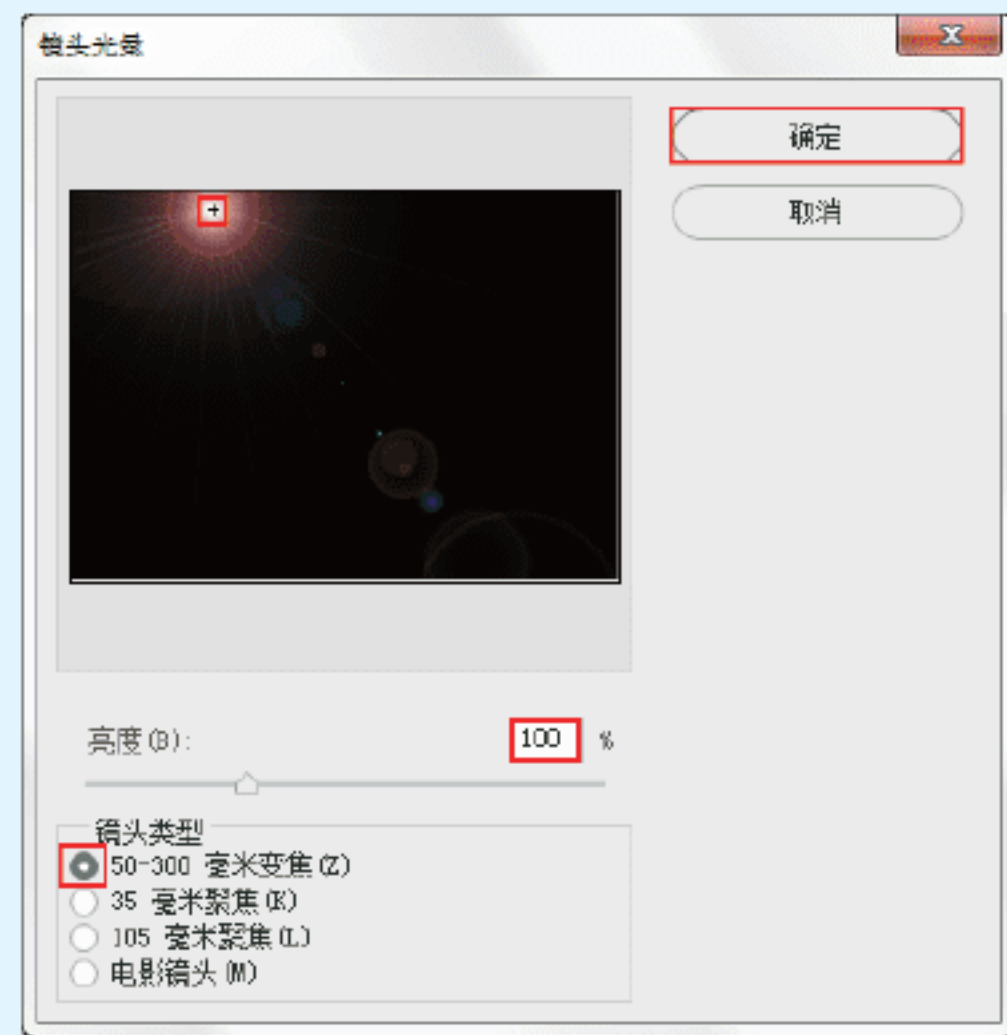 镜头光晕
确定
取消
亮度(B): 100 %
镜头类型
50-300 毫米变焦(Z)
35 毫米聚焦(K)
105 毫米聚焦(L)
电影镜头(M)